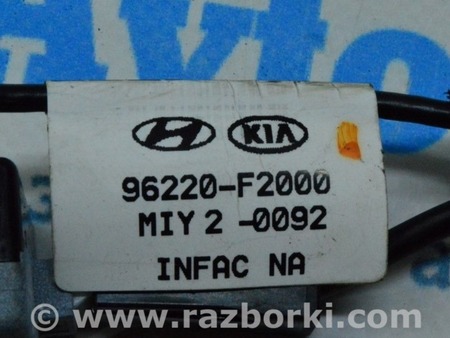 KIA
96220-F2000
MIY 2 -0092
INFAC NA
© www.razborki.com